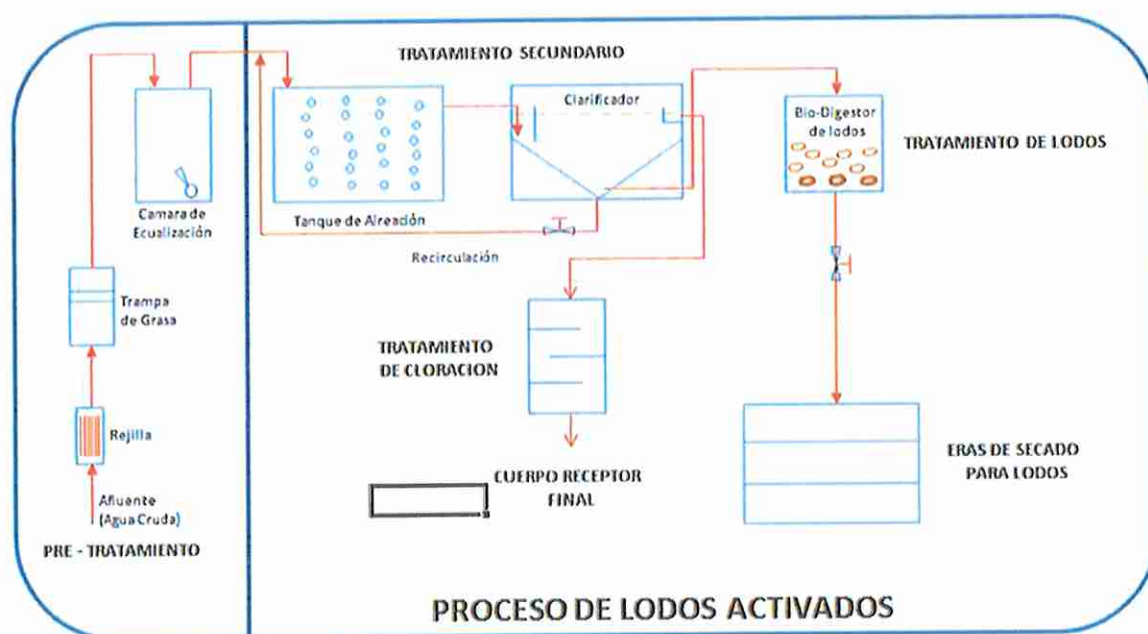 TRATAMIENTO SECUNDARIO
Clarificador
Bio-Digestor
de lodos
TRATAMIENTO DE LODOS
Camara de
Ecualización
Tanque de Aireación
Recirculación
Trampa
de Grasa
TRATAMIENTO
DE CLORACION
Rejilla
ERAS DE SECADO
PARA LODOS
CUERPO RECEPTOR
FINAL
Afluente
(Agua Cruda)
PRE - TRATAMIENTO
PROCESO DE LODOS ACTIVADOS